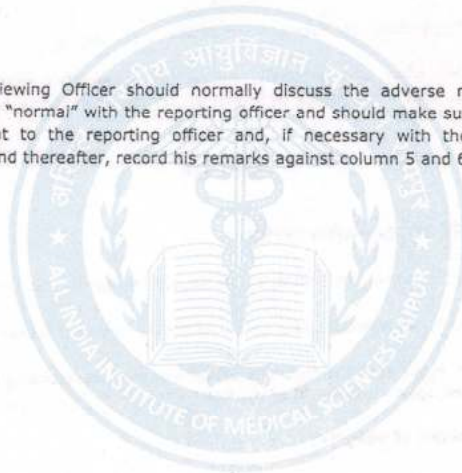 iewing Officer should normally discuss the adverse r
"normal" with the reporting officer and should make su
t to the reporting officer and, if necessary with the
nd thereafter, record his remarks against column 5 and 6
आयुर्विज्ञान
ALL INDIA INSTITUTE OF MEDICAL SCIENCES RAIPUR